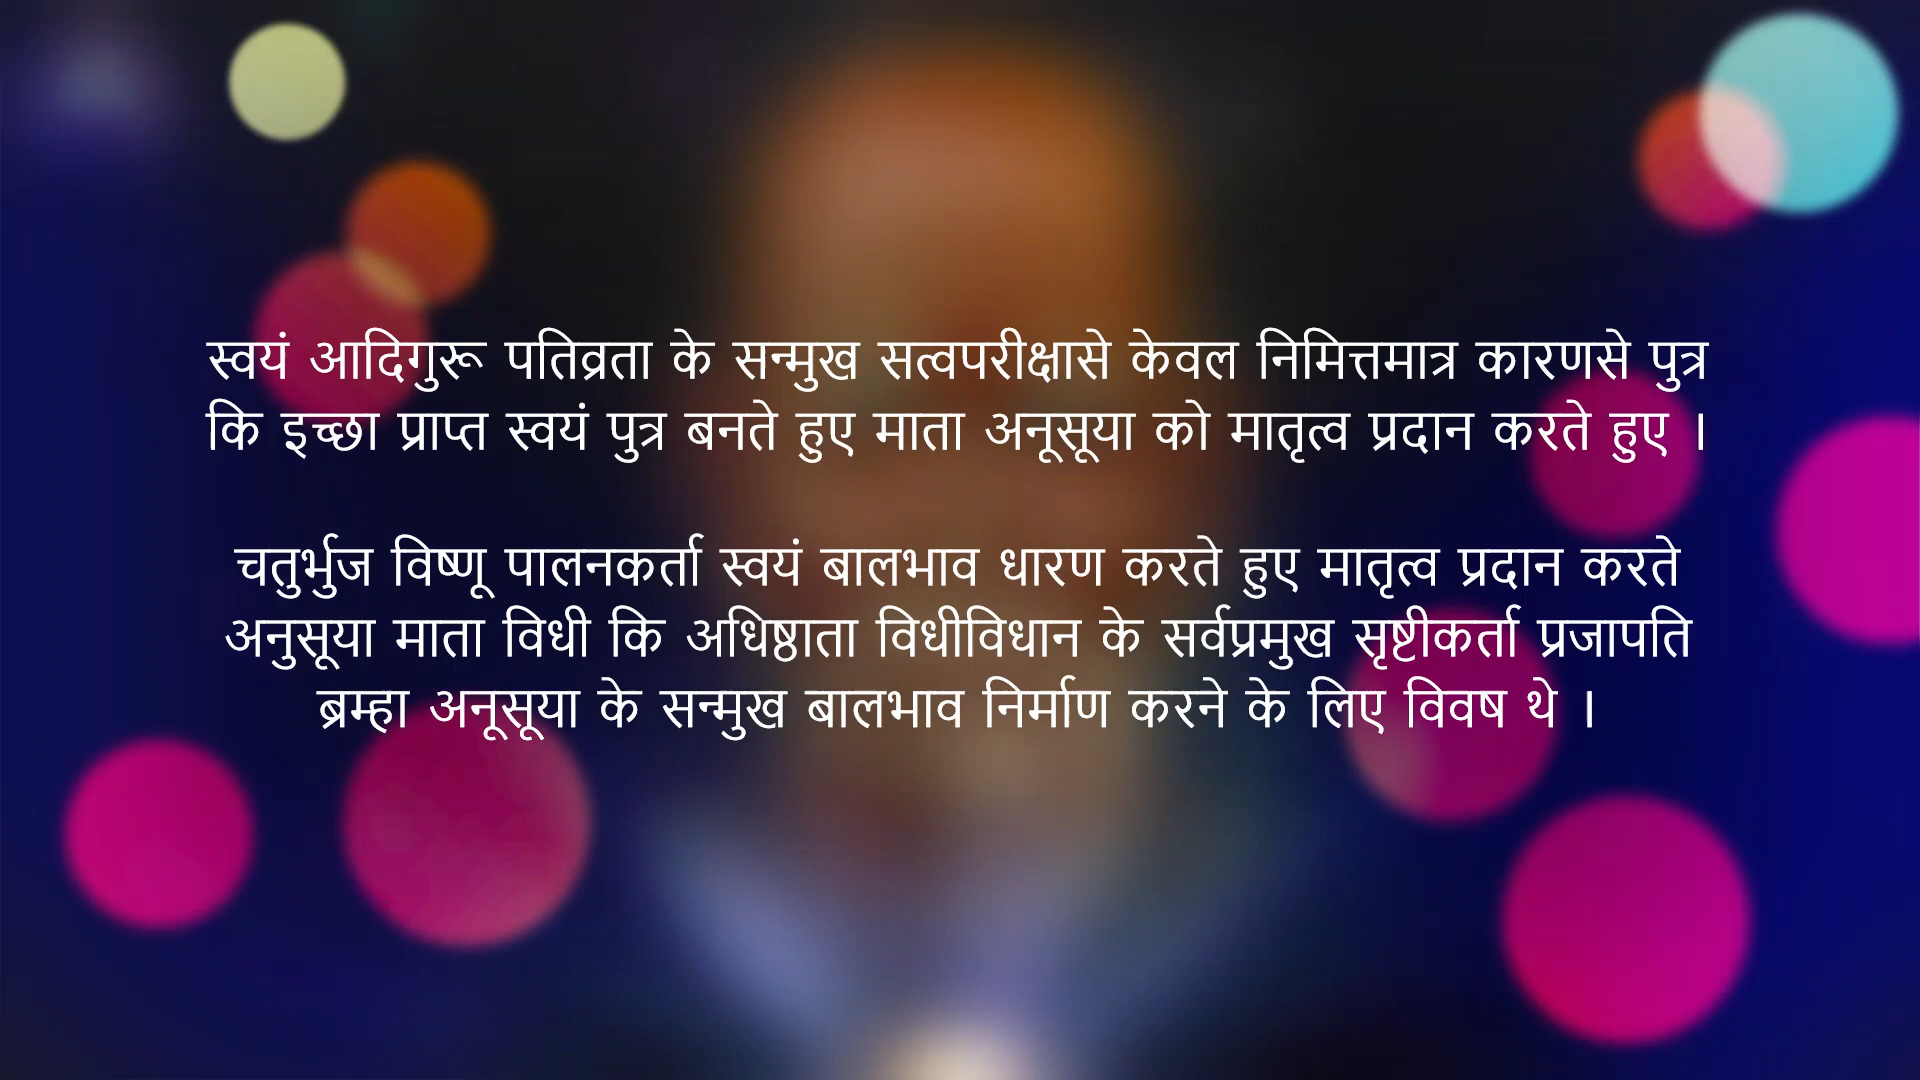 स्वयं आदिगुरू पतिव्रता के सन्मुख सत्वपरीक्षासे केवल निमित्तमात्र कारणसे पुत्र
कि इच्छा प्राप्त स्वयं पुत्र बनते हुए माता अनूसूया को मातृत्व प्रदान करते हुए ।
चतुर्भुज विष्णू पालनकर्ता स्वयं बालभाव धारण करते हुए मातृत्व प्रदान करते
अनुसूया माता विधी कि अधिष्ठाता विधीविधान के सर्वप्रमुख सृष्टीकर्ता प्रजापति
ब्रम्हा अनूसूया के सन्मुख बालभाव निर्माण करने के लिए विवष थे ।